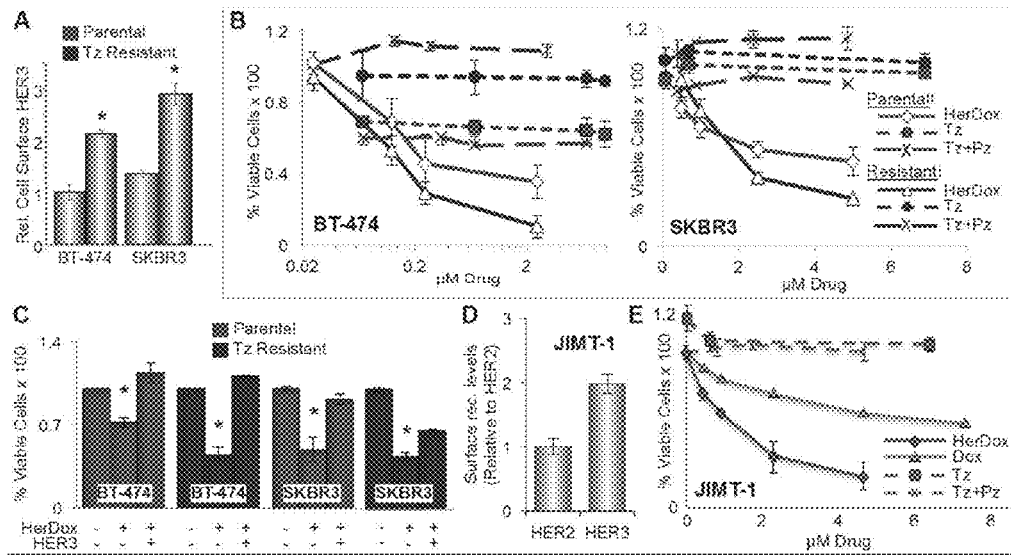 A
Parental
Tz Resistant
Rel. Cell Surface HER3
3
2
1
0
*
*
BT-474
SKBR3
B
% Viable Cells x 100
1.2
0.8
0.4
0
BT-474
0.02
0.2
2
µM Drug
% Viable Cells x 100
1.2
0.6
0
SKBR3
0
2
4
6
8
µM Drug
Parental
HerDox
Tz
Tz+Pz
Resistant
HerDox
Tz
Tz+Pz
C
Parental
Tz Resistant
% Viable Cells x 100
1.4
0.7
0
*
*
*
*
BT-474
BT-474
SKBR3
SKBR3
HerDox - + + - + + - + + - + +
HER3 - - + - - + - - + - - +
D
JIMT-1
Surface rec. levels
(Relative to HER2)
3
2
1
0
HER2
HER3
E
% Viable Cells x 100
1.2
0
JIMT-1
HerDox
Dox
Tz
Tz+Pz
0
2
4
6
8
µM Drug